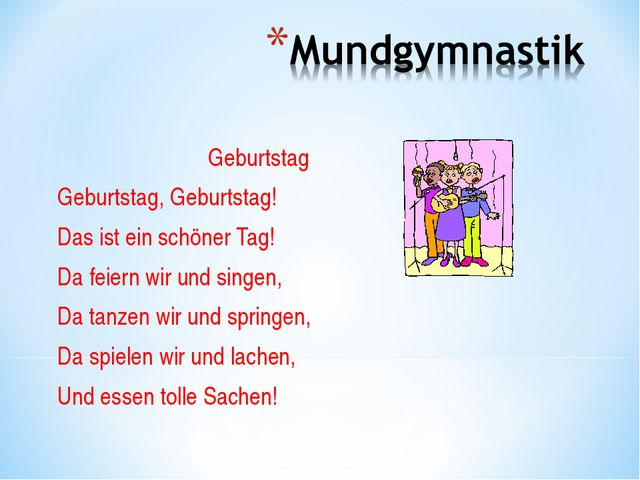 *Mundgymnastik
Geburtstag
Geburtstag, Geburtstag!
Das ist ein schöner Tag!
Da feiern wir und singen,
Da tanzen wir und springen,
Da spielen wir und lachen,
Und essen tolle Sachen!